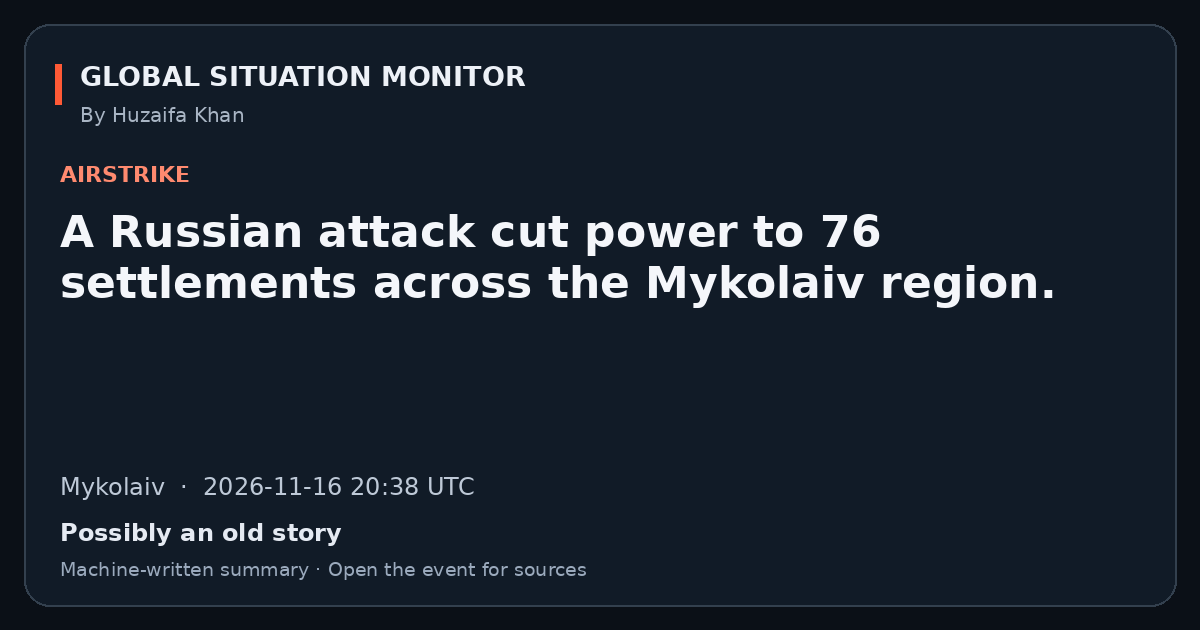 GLOBAL SITUATION MONITOR
By Huzaifa Khan
AIRSTRIKE
A Russian attack cut power to 76
settlements across the Mykolaiv region.
Mykolaiv · 2026-11-16 20:38 UTC
Possibly an old story
Machine-written summary · Open the event for sources